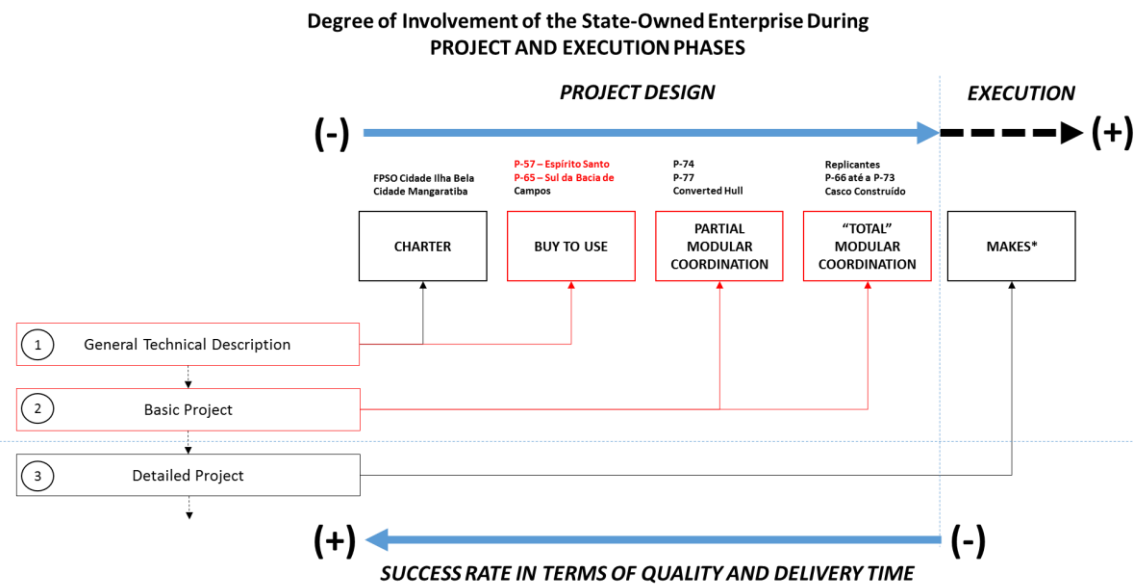 Degree of Involvement of the State-Owned Enterprise During
PROJECT AND EXECUTION PHASES
PROJECT DESIGN
EXECUTION
(-)
(+)
FPSO Cidade Ilha Bela
Cidade Mangaratiba
P-57 – Espírito Santo
P-65 – Sul da Bacia de
Campos
P-74
P-77
Converted Hull
Replicantes
P-66 até a P-73
Casco Construído
CHARTER
BUY TO USE
PARTIAL
MODULAR
COORDINATION
“TOTAL”
MODULAR
COORDINATION
MAKES*
1
General Technical Description
2
Basic Project
3
Detailed Project
(+)
(-)
SUCCESS RATE IN TERMS OF QUALITY AND DELIVERY TIME